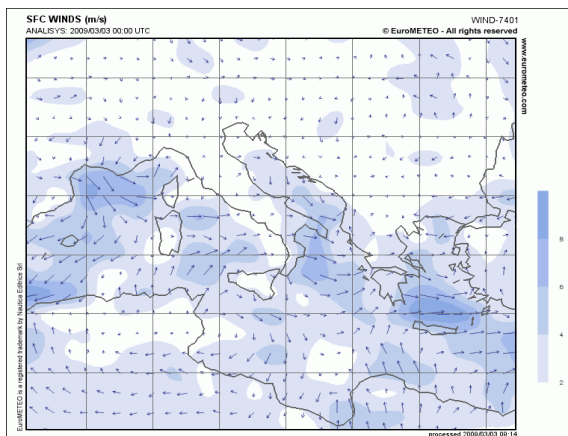 SFC WINDS (m/s)
WIND-7401
ANALISYS: 2009/03/03 00:00 UTC
© EuroMETEO - All rights reserved
www.eurometeo.com
EuroMETEO is a registered trademark by Nautica Editrice Srl
8
6
4
2
processed 2009/03/03 09:14